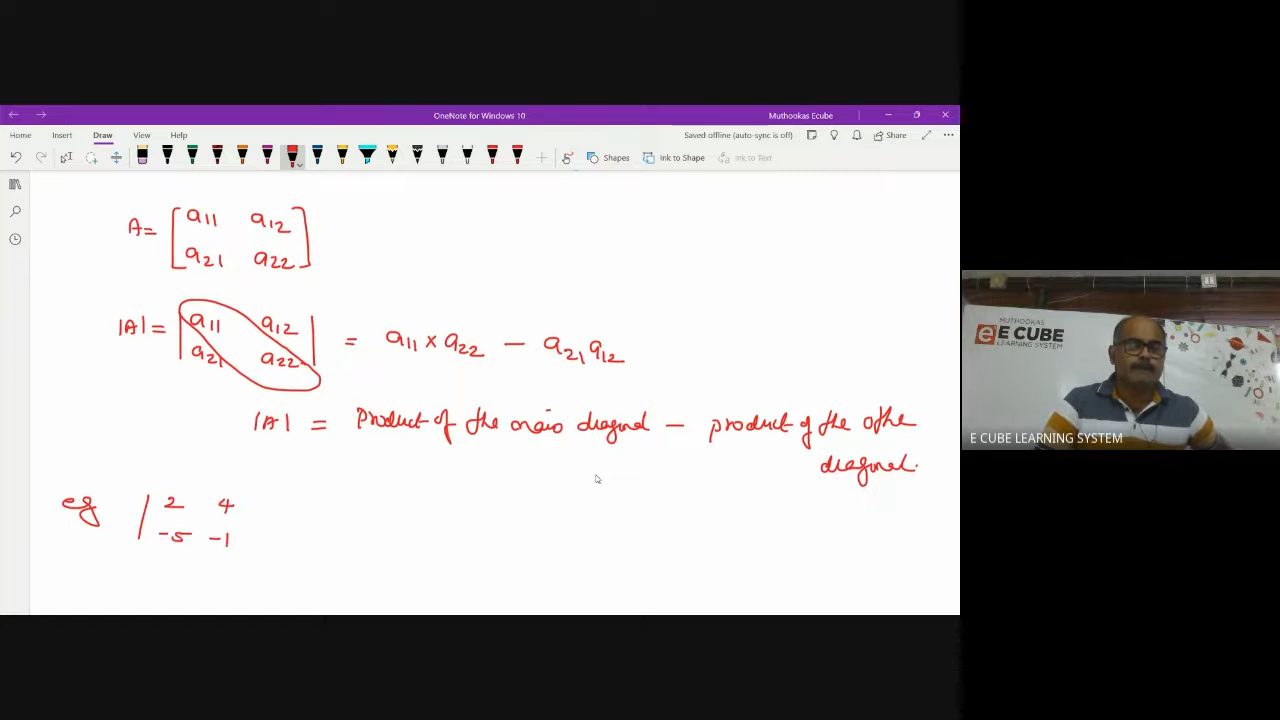 OneNote for Windows 10
Muthookas Ecube
Home Insert Draw View Help
Saved offline (auto-sync is off)
Share
Shapes
Ink to Shape
Ink to Text
A = [ a11 a12
a21 a22 ]
|A| = | a11 a12 | = a11 × a22 − a21 a12
a21 a22
|A| = Product of the main diagonal − product of the othe
diagonal.
eg | 2 4
-5 -1
MUTHOOKAS
e E CUBE
LEARNING SYSTEM
E CUBE LEARNING SYSTEM